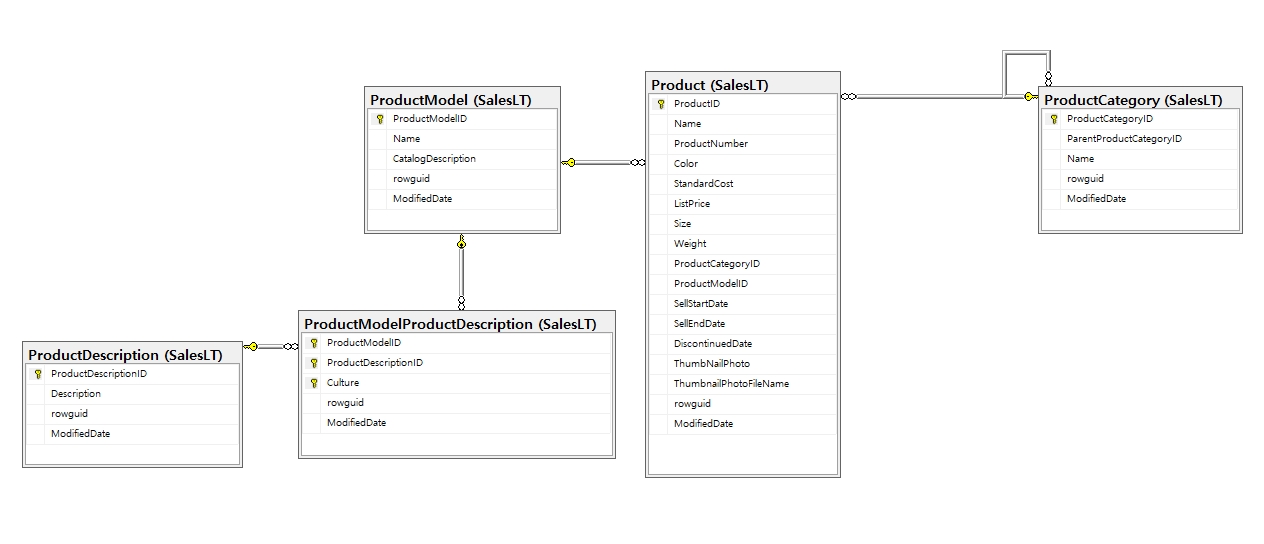 ProductModel (SalesLT)
ProductModelID
Name
CatalogDescription
rowguid
ModifiedDate
Product (SalesLT)
ProductID
Name
ProductNumber
Color
StandardCost
ListPrice
Size
Weight
ProductCategoryID
ProductModelID
SellStartDate
SellEndDate
DiscontinuedDate
ThumbNailPhoto
ThumbnailPhotoFileName
rowguid
ModifiedDate
ProductCategory (SalesLT)
ProductCategoryID
ParentProductCategoryID
Name
rowguid
ModifiedDate
ProductModelProductDescription (SalesLT)
ProductModelID
ProductDescriptionID
Culture
rowguid
ModifiedDate
ProductDescription (SalesLT)
ProductDescriptionID
Description
rowguid
ModifiedDate